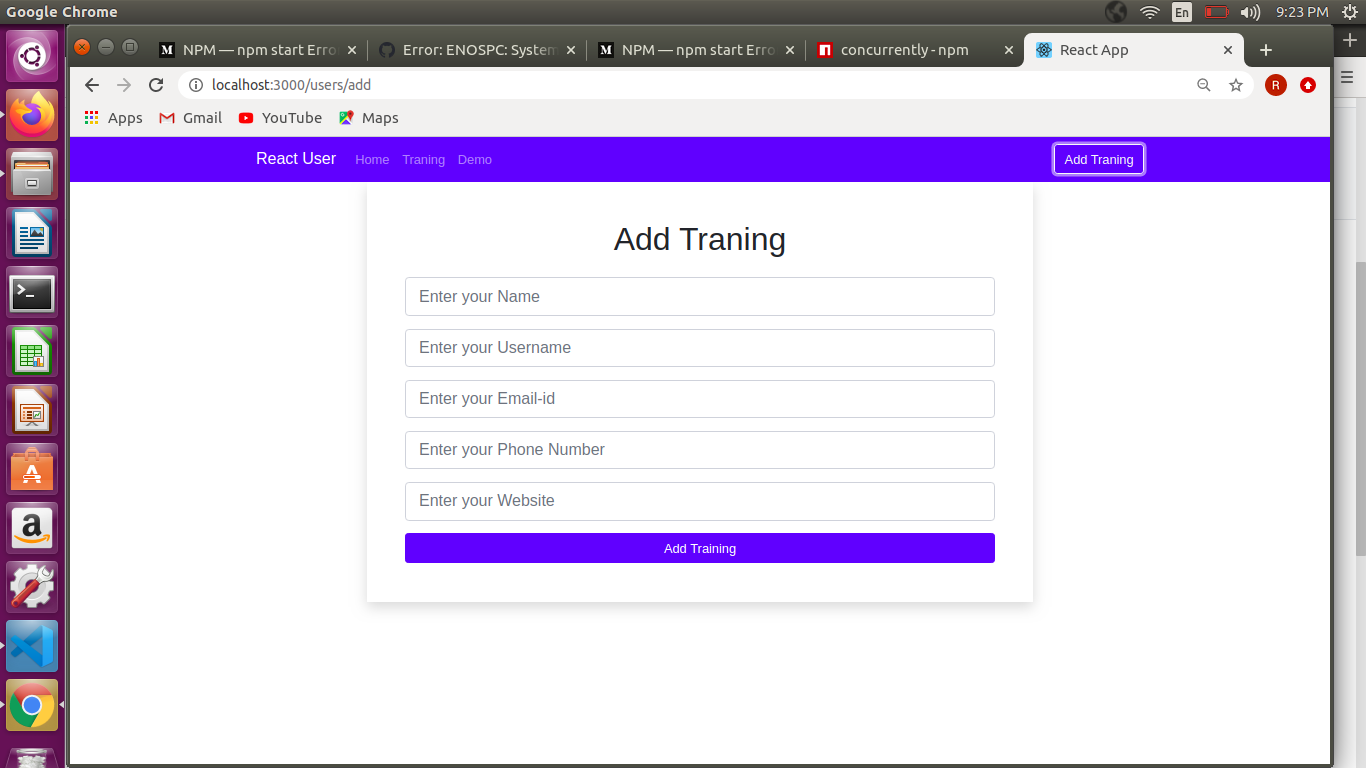 Google Chrome En 9:23 PM
NPM — npm start Erro Error: ENOSPC: System NPM — npm start Erro concurrently - npm React App
localhost:3000/users/add R
Apps Gmail YouTube Maps
React User Home Traning Demo Add Traning
Add Traning
Enter your Name
Enter your Username
Enter your Email-id
Enter your Phone Number
Enter your Website
Add Training